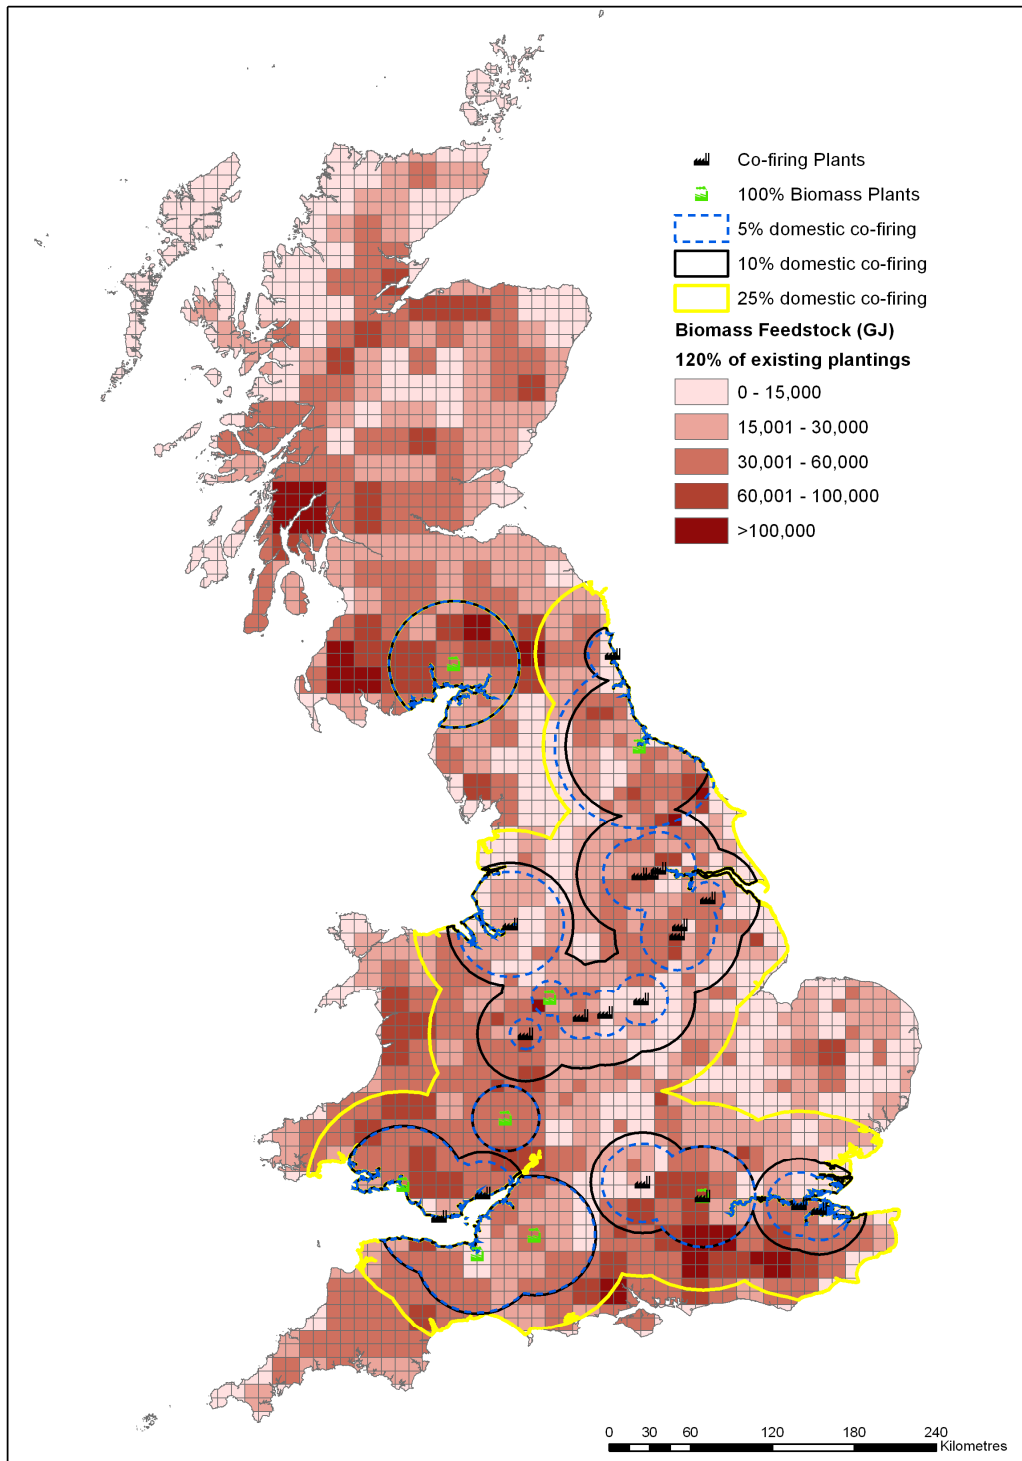 Co-firing Plants
100% Biomass Plants
5% domestic co-firing
10% domestic co-firing
25% domestic co-firing
Biomass Feedstock (GJ)
120% of existing plantings
0 - 15,000
15,001 - 30,000
30,001 - 60,000
60,001 - 100,000
>100,000
0 30 60 120 180 240
Kilometres